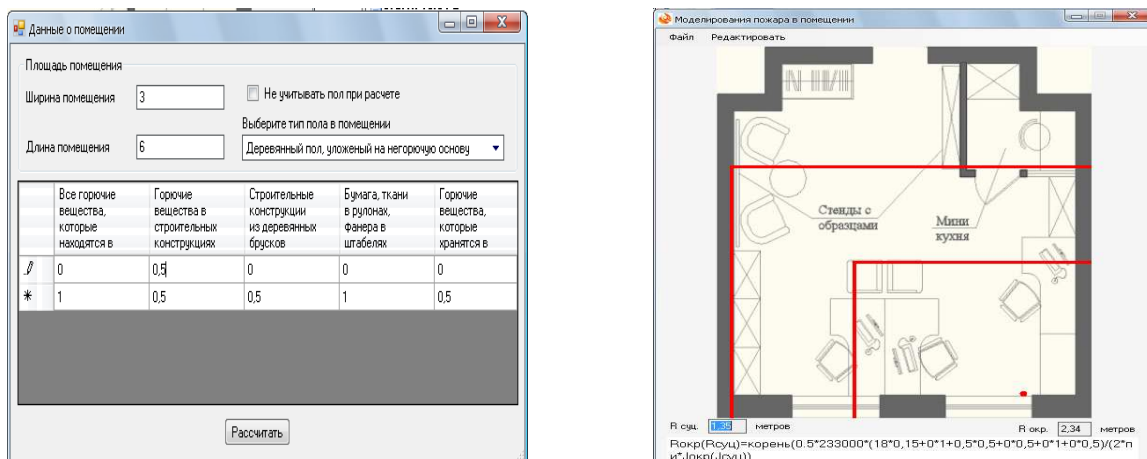 Данные о помещении
Площадь помещения
Ширина помещения
3
Не учитывать пол при расчете
Выберите тип пола в помещении
Длина помещения
6
Деревянный пол, уложеный на негорючую основу
Все горючие вещества, которые находятся в
Горючие вещества в строительных конструкциях
Строительные конструкции из деревянных брусков
Бумага, ткани в рулонах, фанера в штабелях
Горючие вещества, которые хранятся в
0
0,5
0
0
0
1
0,5
0,5
1
0,5
Рассчитать
Моделирования пожара в помещении
Файл Редактировать
Стенды с
образцами
Мини
кухня
R сущ. 1,35 метров
R окр. 2,34 метров
Rокр(Rсущ)=корень(0.5*233000*(18*0,15+0*1+0,5*0,5+0*0,5+0*1+0*0,5)/(2*п
и*Jокр(Jсущ))